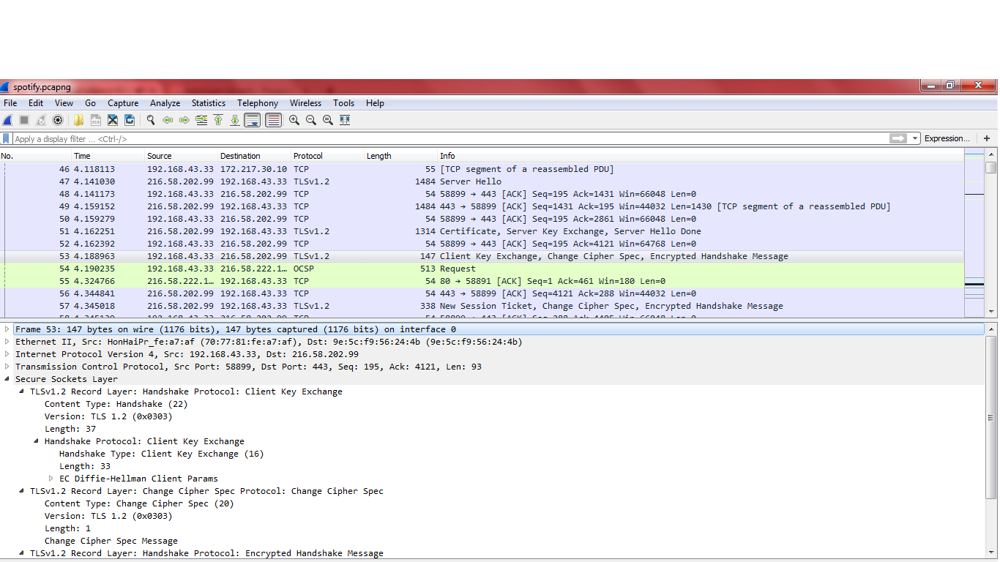 spotify.pcapng
File Edit View Go Capture Analyze Statistics Telephony Wireless Tools Help
Apply a display filter ... <Ctrl-/> Expression... +
No. Time Source Destination Protocol Length Info
46 4.118113 192.168.43.33 172.217.30.10 TCP 55 [TCP segment of a reassembled PDU]
47 4.141030 216.58.202.99 192.168.43.33 TLSv1.2 1484 Server Hello
48 4.141173 192.168.43.33 216.58.202.99 TCP 54 58899 → 443 [ACK] Seq=195 Ack=1431 Win=66048 Len=0
49 4.159152 216.58.202.99 192.168.43.33 TCP 1484 443 → 58899 [ACK] Seq=1431 Ack=195 Win=44032 Len=1430 [TCP segment of a reassembled PDU]
50 4.159279 192.168.43.33 216.58.202.99 TCP 54 58899 → 443 [ACK] Seq=195 Ack=2861 Win=66048 Len=0
51 4.162251 216.58.202.99 192.168.43.33 TLSv1.2 1314 Certificate, Server Key Exchange, Server Hello Done
52 4.162392 192.168.43.33 216.58.202.99 TCP 54 58899 → 443 [ACK] Seq=195 Ack=4121 Win=64768 Len=0
53 4.188963 192.168.43.33 216.58.202.99 TLSv1.2 147 Client Key Exchange, Change Cipher Spec, Encrypted Handshake Message
54 4.190235 192.168.43.33 216.58.222.1… OCSP 513 Request
55 4.324766 216.58.222.1… 192.168.43.33 TCP 54 80 → 58891 [ACK] Seq=1 Ack=461 Win=180 Len=0
56 4.344841 216.58.202.99 192.168.43.33 TCP 54 443 → 58899 [ACK] Seq=4121 Ack=288 Win=44032 Len=0
57 4.345018 216.58.202.99 192.168.43.33 TLSv1.2 338 New Session Ticket, Change Cipher Spec, Encrypted Handshake Message
Frame 53: 147 bytes on wire (1176 bits), 147 bytes captured (1176 bits) on interface 0
Ethernet II, Src: HonHaiPr_fe:a7:af (70:77:81:fe:a7:af), Dst: 9e:5c:f9:56:24:4b (9e:5c:f9:56:24:4b)
Internet Protocol Version 4, Src: 192.168.43.33, Dst: 216.58.202.99
Transmission Control Protocol, Src Port: 58899, Dst Port: 443, Seq: 195, Ack: 4121, Len: 93
Secure Sockets Layer
TLSv1.2 Record Layer: Handshake Protocol: Client Key Exchange
Content Type: Handshake (22)
Version: TLS 1.2 (0x0303)
Length: 37
Handshake Protocol: Client Key Exchange
Handshake Type: Client Key Exchange (16)
Length: 33
EC Diffie-Hellman Client Params
TLSv1.2 Record Layer: Change Cipher Spec Protocol: Change Cipher Spec
Content Type: Change Cipher Spec (20)
Version: TLS 1.2 (0x0303)
Length: 1
Change Cipher Spec Message
TLSv1.2 Record Layer: Handshake Protocol: Encrypted Handshake Message